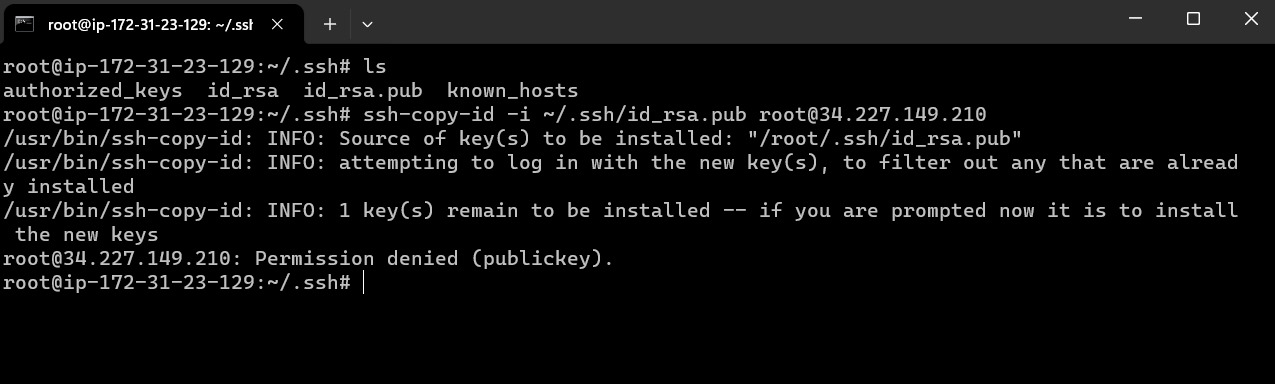 root@ip-172-31-23-129: ~/.ssh
root@ip-172-31-23-129:~/.ssh# ls
authorized_keys  id_rsa  id_rsa.pub  known_hosts
root@ip-172-31-23-129:~/.ssh# ssh-copy-id -i ~/.ssh/id_rsa.pub root@34.227.149.210
/usr/bin/ssh-copy-id: INFO: Source of key(s) to be installed: "/root/.ssh/id_rsa.pub"
/usr/bin/ssh-copy-id: INFO: attempting to log in with the new key(s), to filter out any that are alread
y installed
/usr/bin/ssh-copy-id: INFO: 1 key(s) remain to be installed -- if you are prompted now it is to install
 the new keys
root@34.227.149.210: Permission denied (publickey).
root@ip-172-31-23-129:~/.ssh#